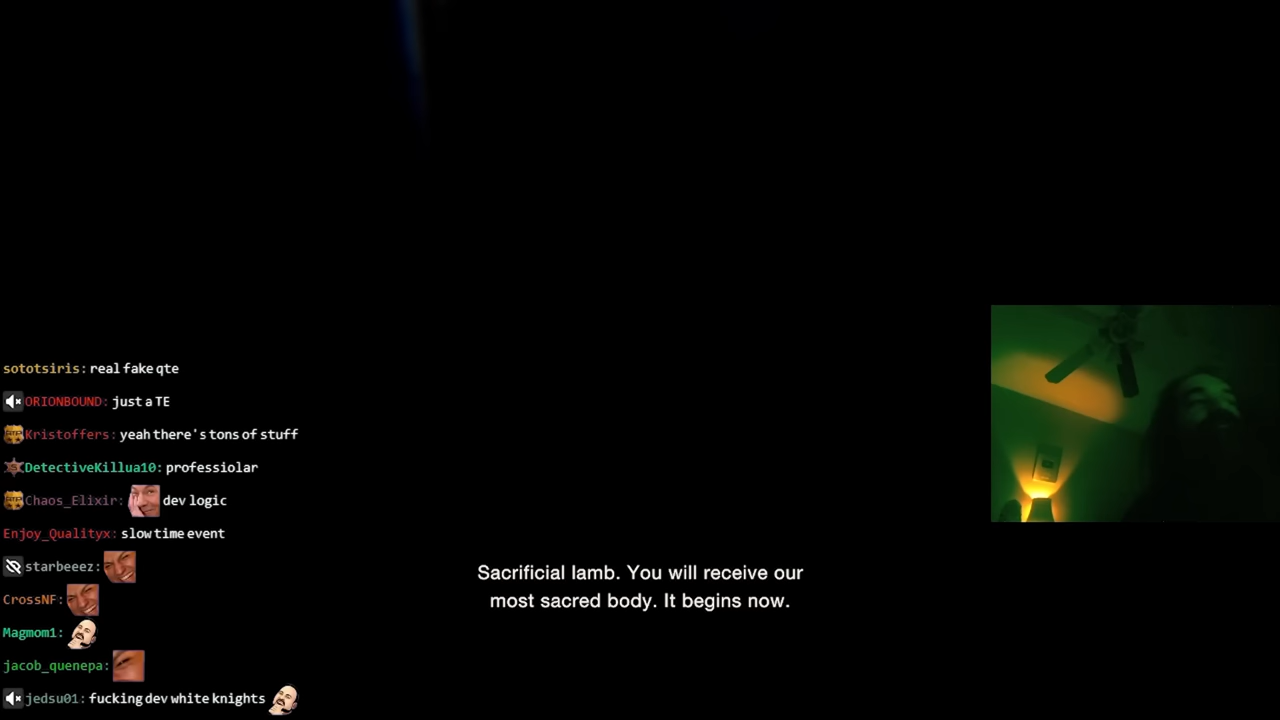 sototsiris: real fake qte
ORIONBOUND: just a TE
Kristoffers: yeah there's tons of stuff
DetectiveKillua10: professiolar
Chaos_Elixir: dev logic
Enjoy_Qualityx: slow time event
starbeeez:
CrossNF:
Magmom1:
jacob_quenepa:
jedsu01: fucking dev white knights
Sacrificial lamb. You will receive our
most sacred body. It begins now.